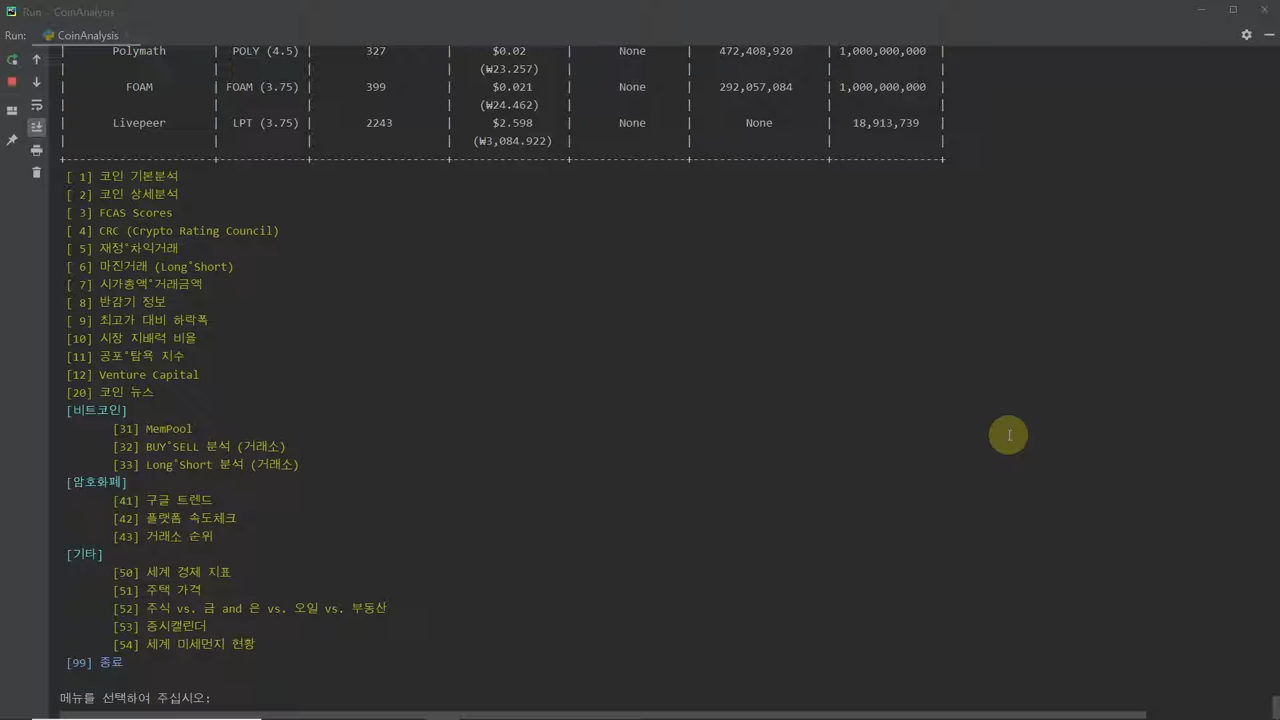 Run - CoinAnalysis
Run: CoinAnalysis
| Polymath | POLY (4.5) | 327 | $0.02 | None | 472,408,920 | 1,000,000,000 |
| | | | (₩23.257) | | | |
| FOAM | FOAM (3.75) | 399 | $0.021 | None | 292,057,084 | 1,000,000,000 |
| | | | (₩24.462) | | | |
| Livepeer | LPT (3.75) | 2243 | $2.598 | None | None | 18,913,739 |
| | | | (₩3,084.922) | | | |
[ 1] 코인 기본분석
[ 2] 코인 상세분석
[ 3] FCAS Scores
[ 4] CRC (Crypto Rating Council)
[ 5] 재정°차익거래
[ 6] 마진거래 (Long°Short)
[ 7] 시가총액°거래금액
[ 8] 반감기 정보
[ 9] 최고가 대비 하락폭
[10] 시장 지배력 비율
[11] 공포°탐욕 지수
[12] Venture Capital
[20] 코인 뉴스
[비트코인]
[31] MemPool
[32] BUY°SELL 분석 (거래소)
[33] Long°Short 분석 (거래소)
[암호화폐]
[41] 구글 트렌드
[42] 플랫폼 속도체크
[43] 거래소 순위
[기타]
[50] 세계 경제 지표
[51] 주택 가격
[52] 주식 vs. 금 and 은 vs. 오일 vs. 부동산
[53] 증시캘린더
[54] 세계 미세먼지 현황
[99] 종료
메뉴를 선택하여 주십시오: